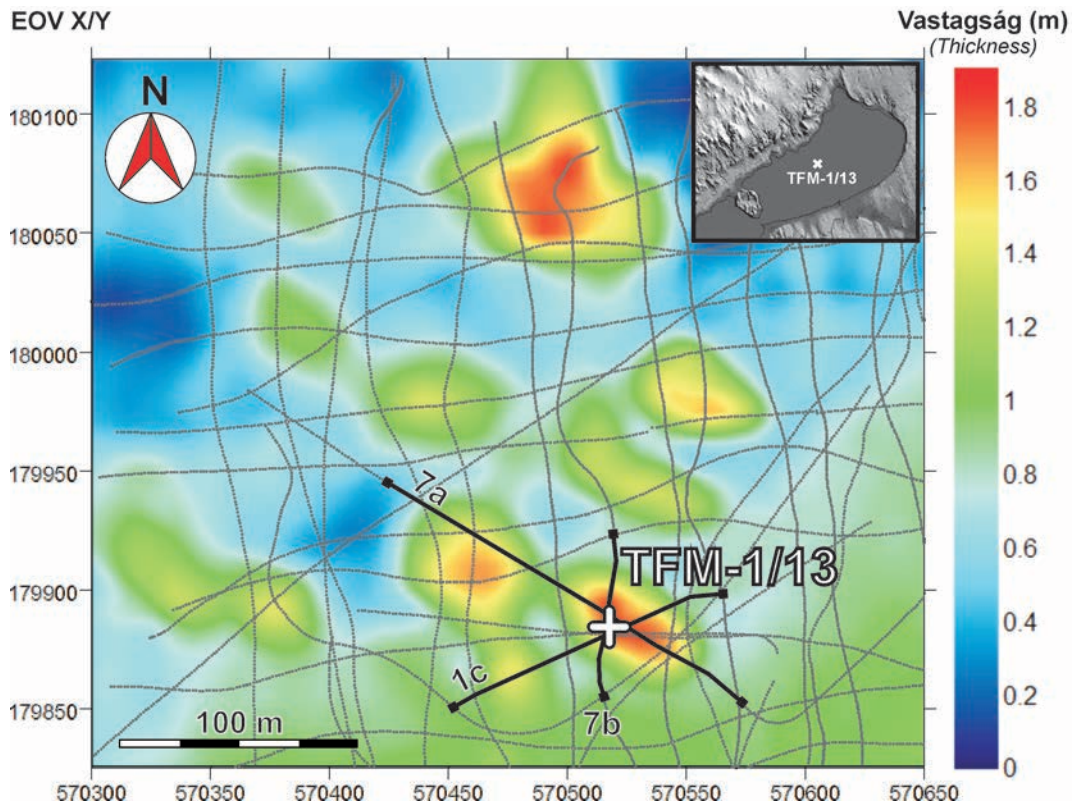 EOV X/Y
Vastagság (m)
(Thickness)
N
TFM-1/13
180100
180050
180000
179950
179900
179850
1.8
1.6
1.4
1.2
1
0.8
0.6
0.4
0.2
0
7a
TFM-1/13
1c
7b
100 m
570300
570350
570400
570450
570500
570550
570600
570650